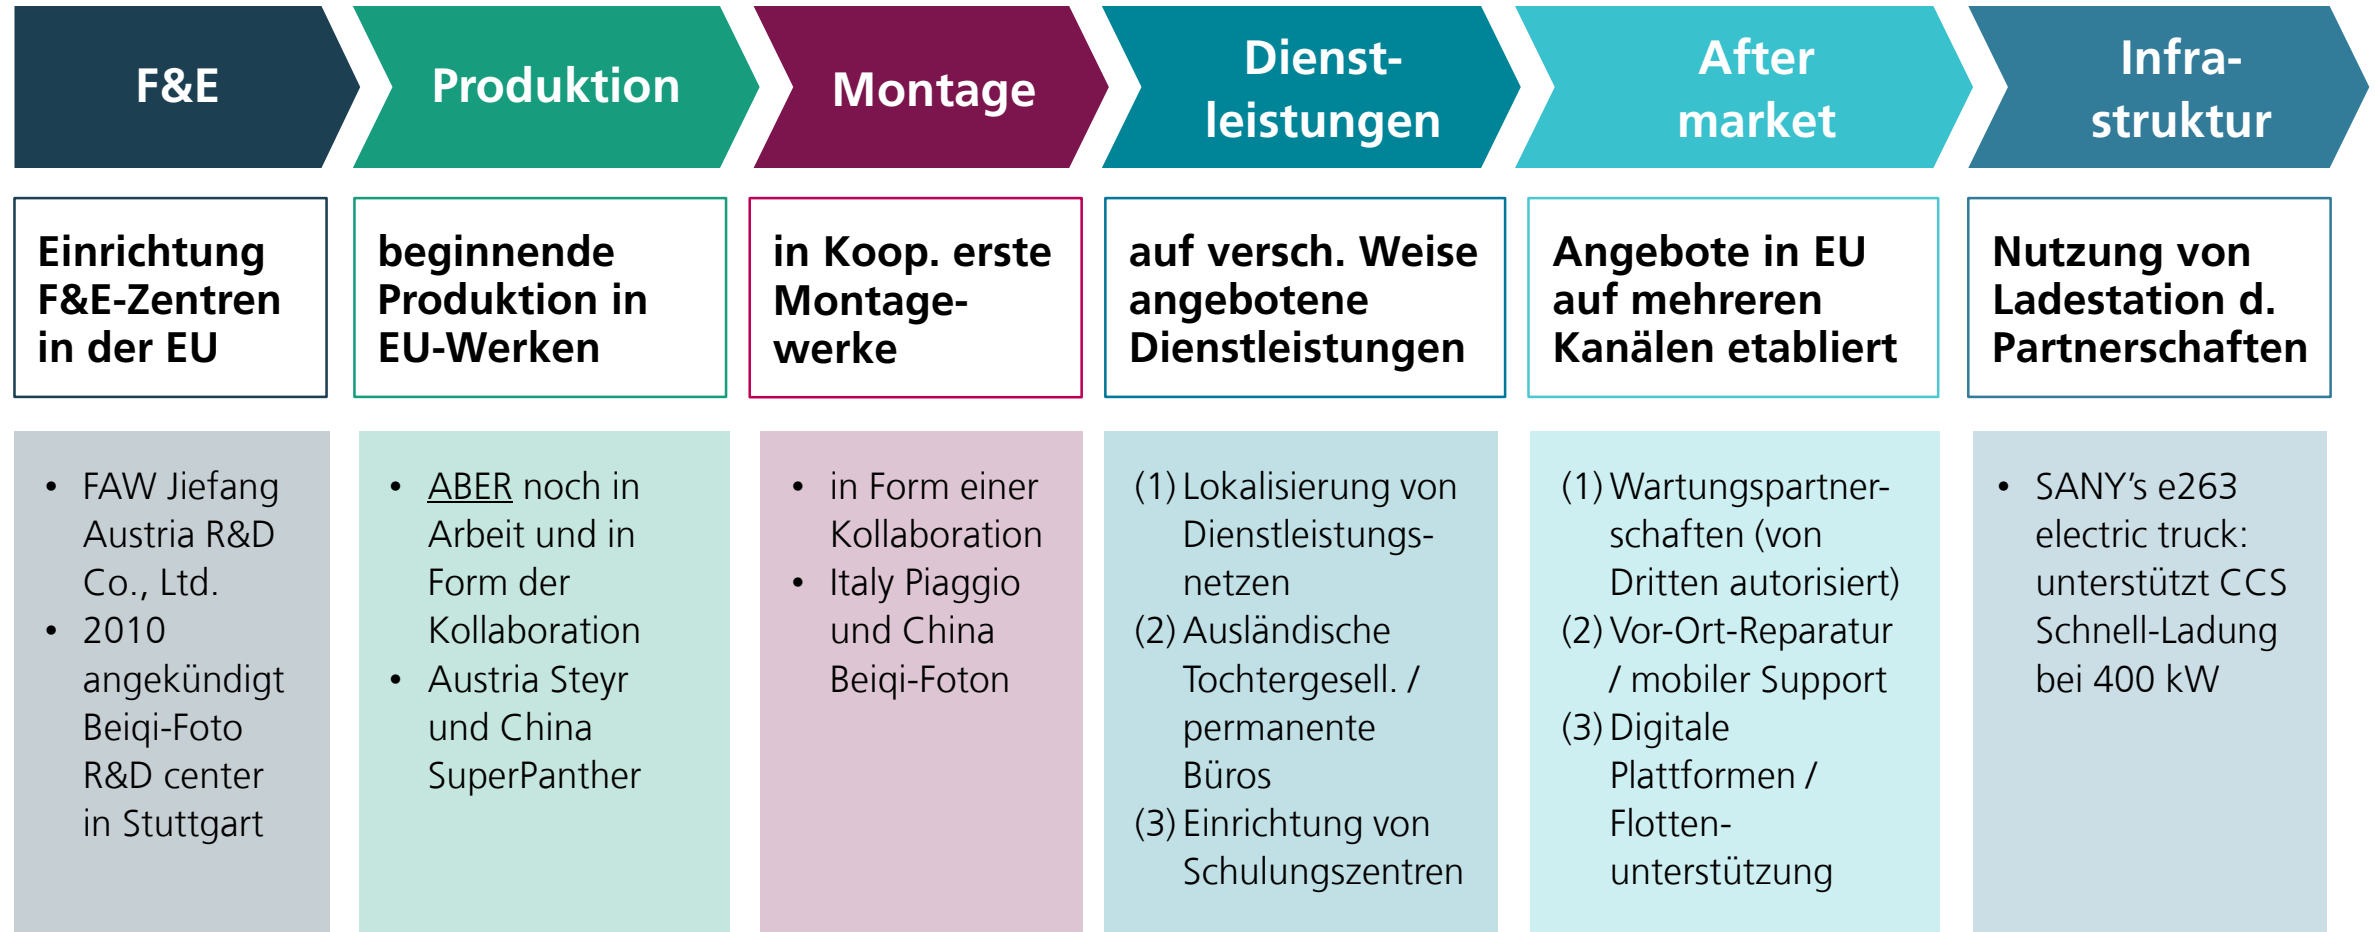 F&E
Produktion
Montage
Dienst-
leistungen
After
market
Infra-
struktur
Einrichtung
F&E-Zentren
in der EU
beginnende
Produktion in
EU-Werken
in Koop. erste
Montage-
werke
auf versch. Weise
angebotene
Dienstleistungen
Angebote in EU
auf mehreren
Kanälen etabliert
Nutzung von
Ladestation d.
Partnerschaften
• FAW Jiefang
Austria R&D
Co., Ltd.
• 2010
angekündigt
Beiqi-Foto
R&D center
in Stuttgart
• ABER noch in
Arbeit und in
Form der
Kollaboration
• Austria Steyr
und China
SuperPanther
• in Form einer
Kollaboration
• Italy Piaggio
und China
Beiqi-Foton
(1) Lokalisierung von
Dienstleistungs-
netzen
(2) Ausländische
Tochtergesell. /
permanente
Büros
(3) Einrichtung von
Schulungszentren
(1) Wartungspartner-
schaften (von
Dritten autorisiert)
(2) Vor-Ort-Reparatur
/ mobiler Support
(3) Digitale
Plattformen /
Flotten-
unterstützung
• SANY’s e263
electric truck:
unterstützt CCS
Schnell-Ladung
bei 400 kW